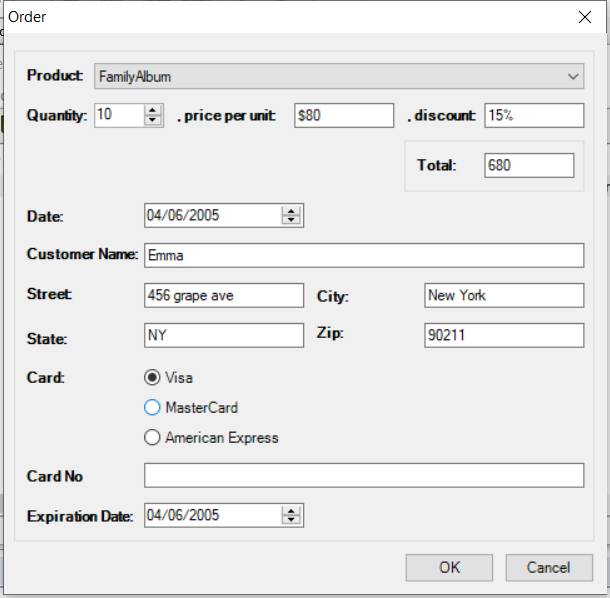 Order
Product: FamilyAlbum
Quantity: 10 . price per unit: $80 . discount: 15%
Total: 680
Date: 04/06/2005
Customer Name: Emma
Street: 456 grape ave City: New York
State: NY Zip: 90211
Card: Visa
MasterCard
American Express
Card No
Expiration Date: 04/06/2005
OK Cancel